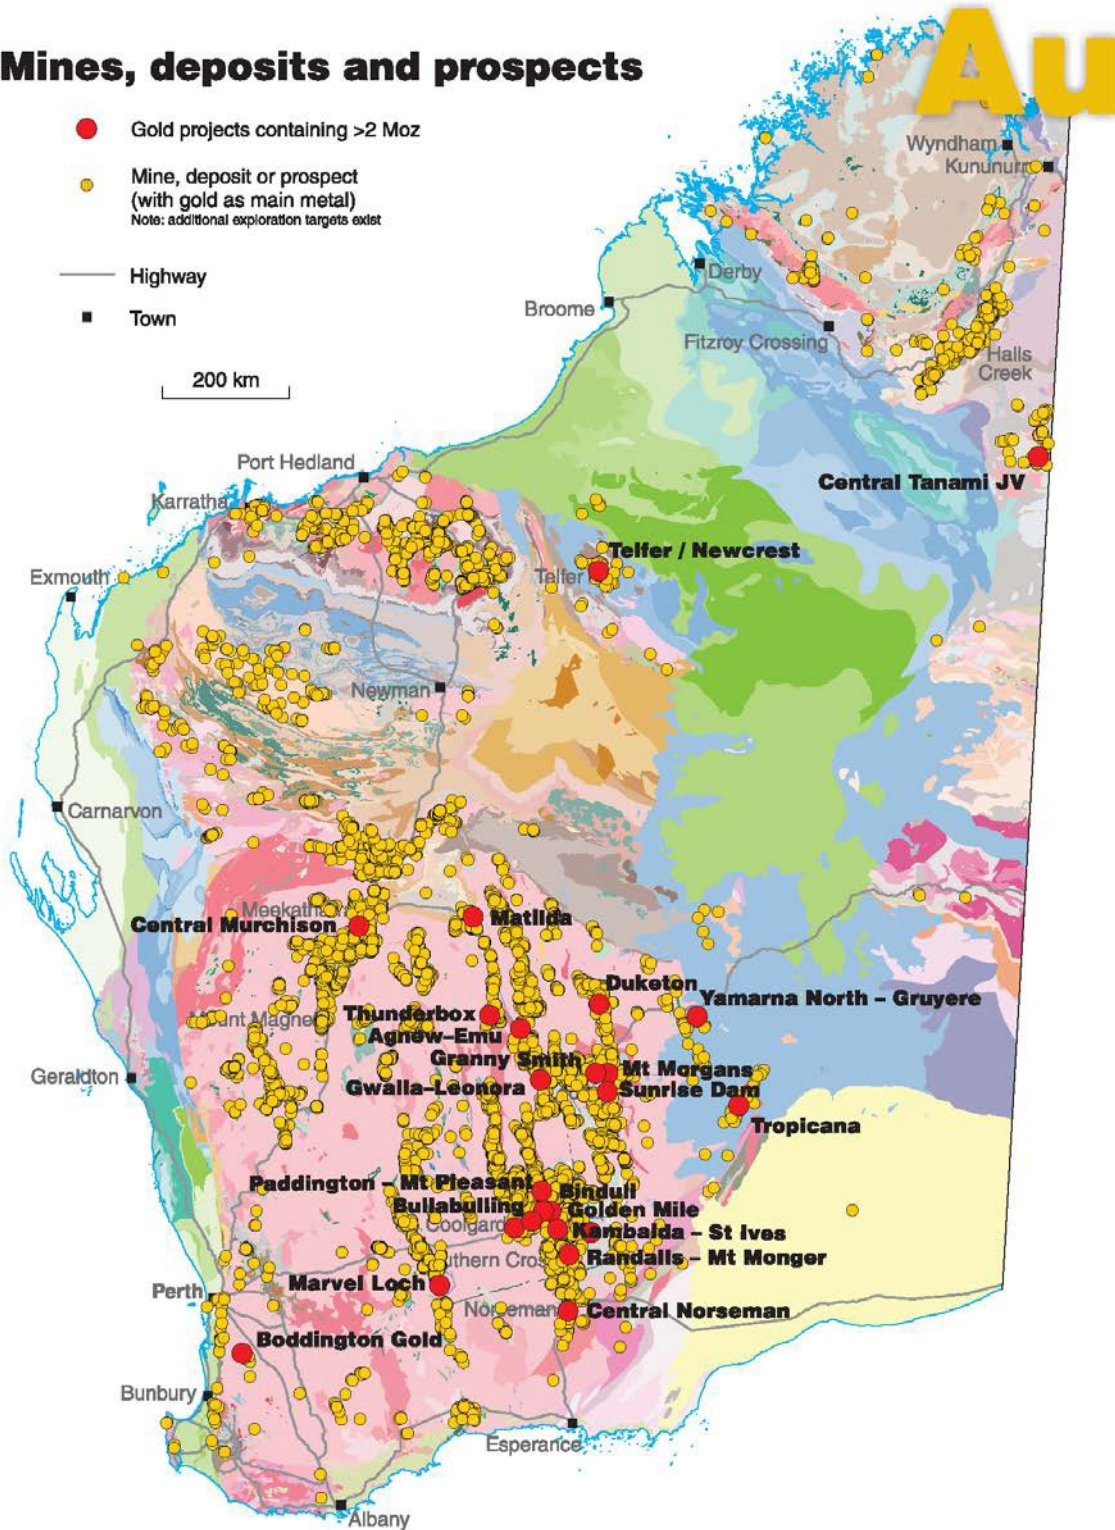 Au
Mines, deposits and prospects
Gold projects containing >2 Moz
Mine, deposit or prospect
(with gold as main metal)
Note: additional exploration targets exist
Highway
Town
200 km
Wyndham
Derby
Broome
Fitzroy Crossing
Halls
Creek
Port Hedland
Central Tanami JV
Karratha
Telfer / Newcrest
Exmouth
Telfer
Newman
Carnarvon
Central Murchison
Matilda
Duketon
Yamarna North – Gruyere
Thunderbox
Agnew–Emu
Granny Smith
Mt Morgans
Geraldton
Gwalla–Leonora
Sunrise Dam
Tropicana
Paddington – Mt Pleasant
Binduli
Bullabulling
Golden Mile
Kambalda – St Ives
Randalls – Mt Monger
Marvel Loch
Perth
Central Norseman
Boddington Gold
Bunbury
Esperance
Albany